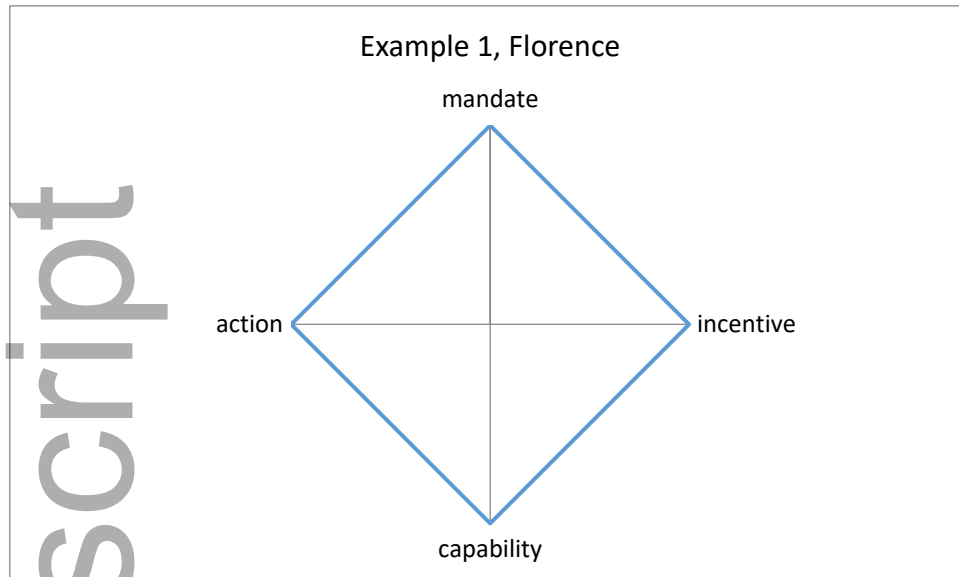 Example 1, Florence
mandate
action
incentive
capability
script